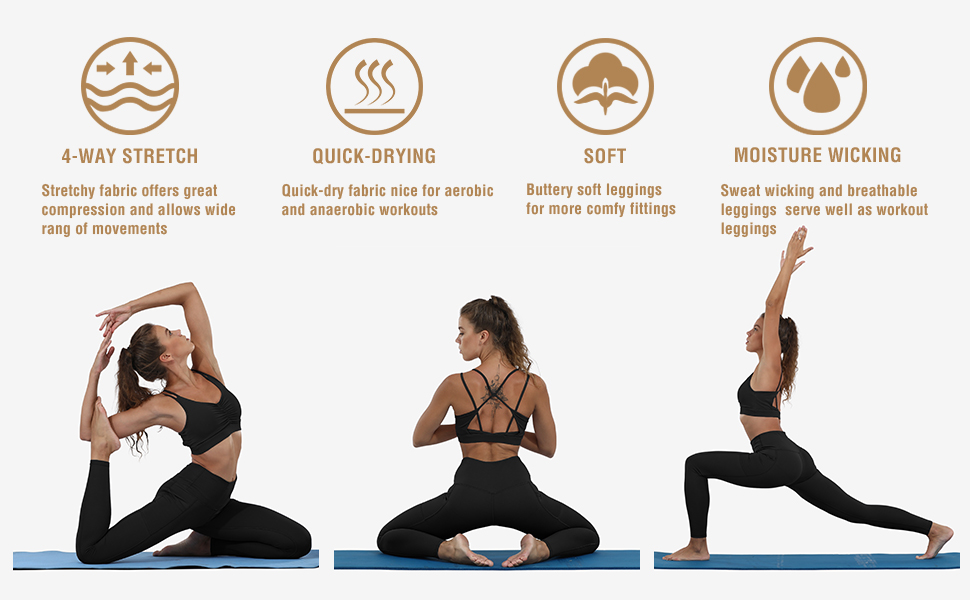 4-WAY STRETCH
Stretchy fabric offers great
compression and allows wide
rang of movements
QUICK-DRYING
Quick-dry fabric nice for aerobic
and anaerobic workouts
SOFT
Buttery soft leggings
for more comfy fittings
MOISTURE WICKING
Sweat wicking and breathable
leggings  serve well as workout
leggings